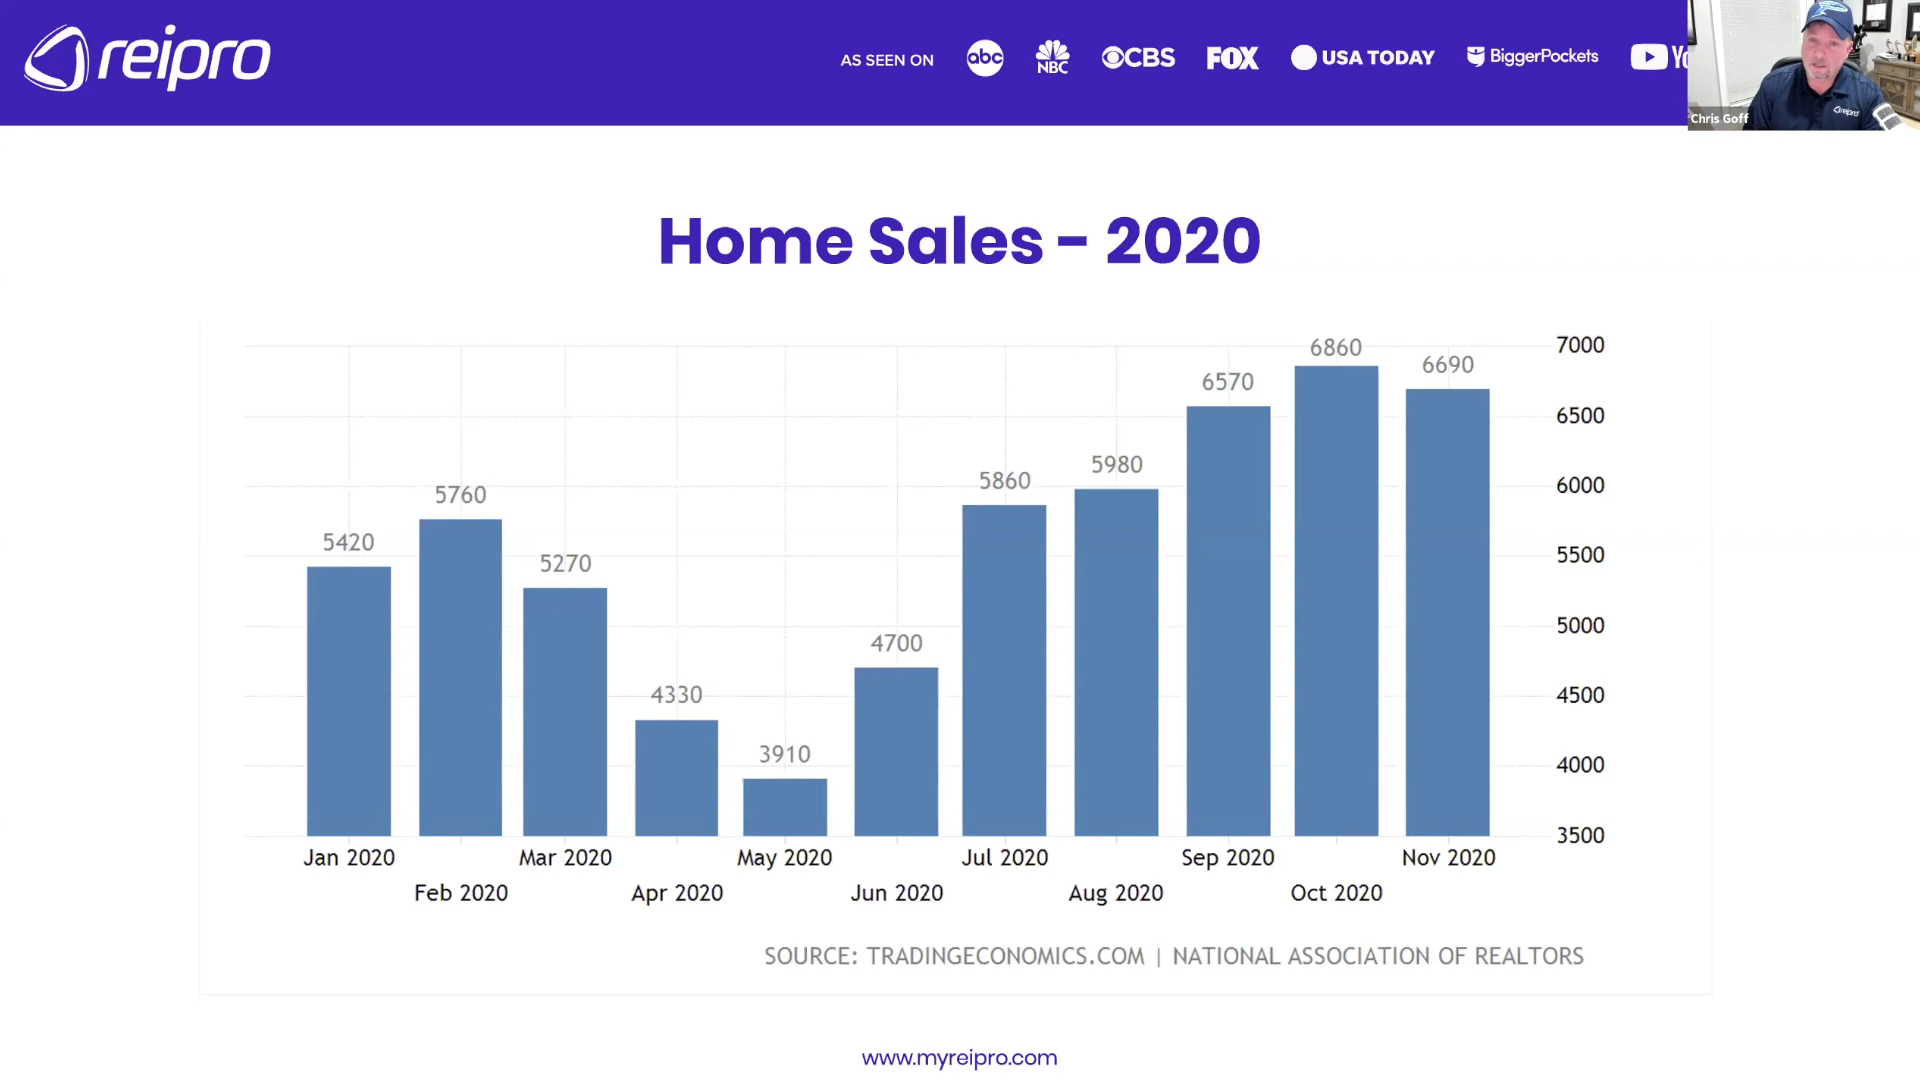 reipro
AS SEEN ON abc NBC CBS FOX USA TODAY BiggerPockets
Chris Goff
reipro
Home Sales - 2020
7000
6500
6000
5500
5000
4500
4000
3500
5420
5760
5270
4330
3910
4700
5860
5980
6570
6860
6690
Jan 2020
Feb 2020
Mar 2020
Apr 2020
May 2020
Jun 2020
Jul 2020
Aug 2020
Sep 2020
Oct 2020
Nov 2020
SOURCE: TRADINGECONOMICS.COM | NATIONAL ASSOCIATION OF REALTORS
www.myreipro.com